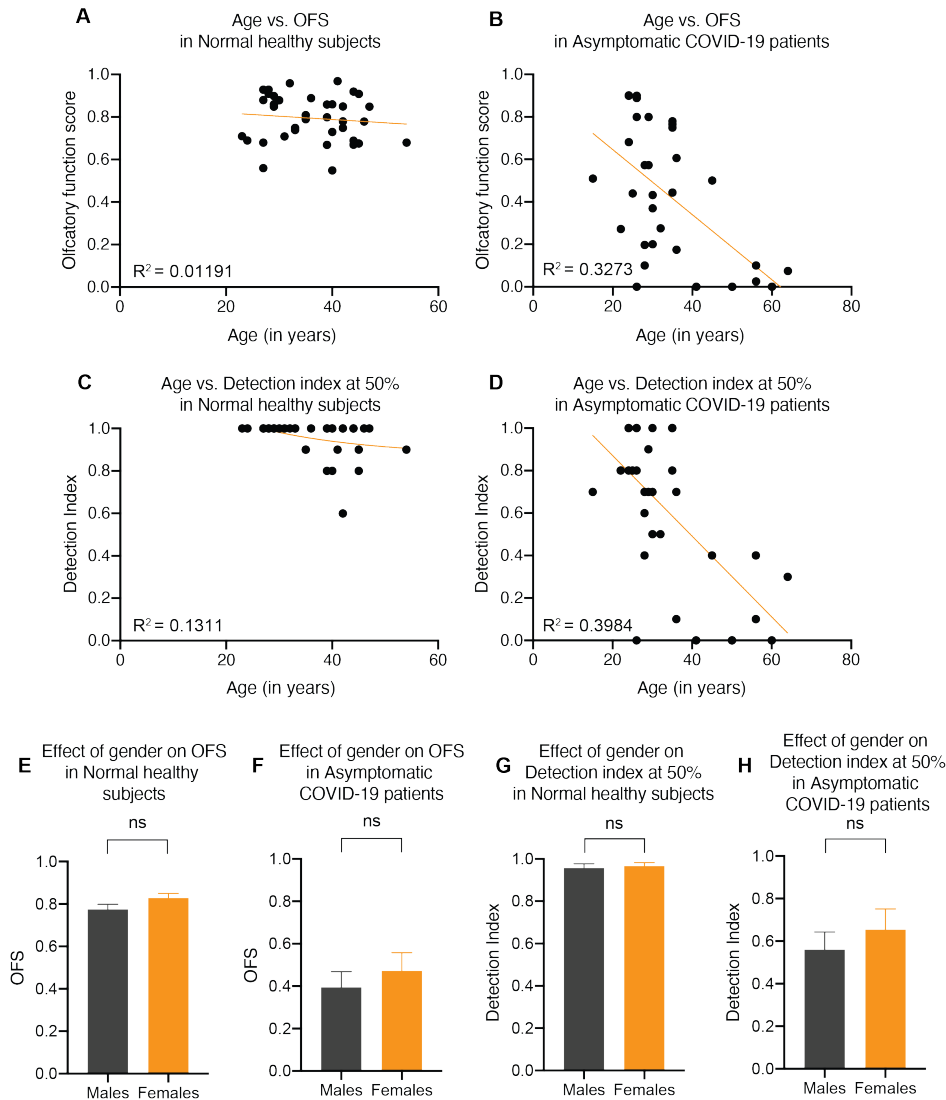 A
Age vs. OFS
in Normal healthy subjects
1.0
0.8
0.6
0.4
0.2
0.0
Olfcatory function score
R² = 0.01191
0
20
40
60
Age (in years)
B
Age vs. OFS
in Asymptomatic COVID-19 patients
1.0
0.8
0.6
0.4
0.2
0.0
Olfcatory function score
R² = 0.3273
0
20
40
60
80
Age (in years)
C
Age vs. Detection index at 50%
in Normal healthy subjects
1.0
0.8
0.6
0.4
0.2
0.0
Detection Index
R² = 0.1311
0
20
40
60
Age (in years)
D
Age vs. Detection index at 50%
in Asymptomatic COVID-19 patients
1.0
0.8
0.6
0.4
0.2
0.0
Detection Index
R² = 0.3984
0
20
40
60
80
Age (in years)
E
Effect of gender on OFS
in Normal healthy
subjects
ns
1.0
0.8
0.6
0.4
0.2
0.0
OFS
Males
Females
F
Effect of gender on OFS
in Asymptomatic
COVID-19 patients
ns
1.0
0.8
0.6
0.4
0.2
0.0
OFS
Males
Females
G
Effect of gender on
Detection index at 50%
in Normal healthy subjects
ns
1.0
0.8
0.6
0.4
0.2
0.0
Detection Index
Males
Females
H
Effect of gender on
Detection index at 50%
in Asymptomatic
COVID-19 patients
ns
1.0
0.8
0.6
0.4
0.2
0.0
Detection Index
Males
Females